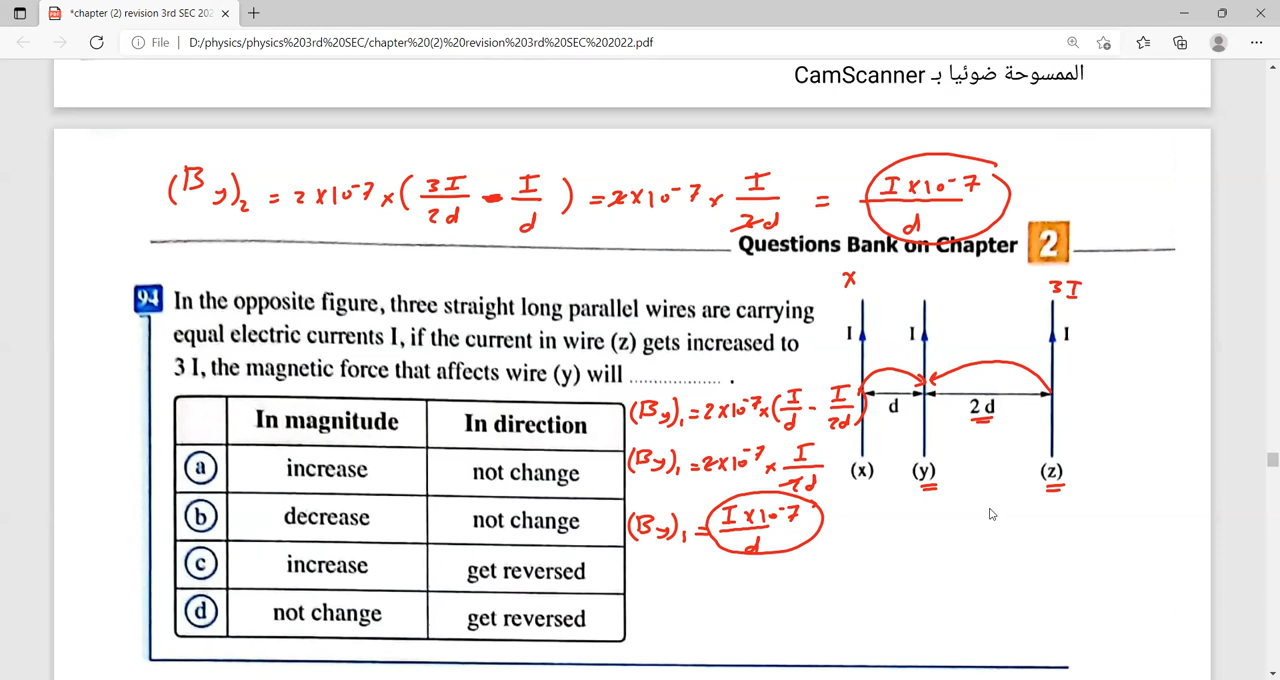 *chapter (2) revision 3rd SEC 202
File | D:/physics/physics%203rd%20SEC/chapter%20(2)%20revision%203rd%20SEC%202022.pdf
الممسوحة ضوئيا بـ CamScanner
(By)₂ = 2×10⁻⁷ × (3I/2d - I/d) = 2×10⁻⁷ × I/2d = I×10⁻⁷/d
Questions Bank on Chapter 2
94 In the opposite figure, three straight long parallel wires are carrying
equal electric currents I, if the current in wire (z) gets increased to
3 I, the magnetic force that affects wire (y) will .................... .
In magnitude In direction
a increase not change
b decrease not change
c increase get reversed
d not change get reversed
(By)₁ = 2×10⁻⁷ × (I/d - I/2d)
(By)₁ = 2×10⁻⁷ × I/2d
(By)₁ = I×10⁻⁷/d
X 3I
I I I
d 2d
(x) (y) (z)